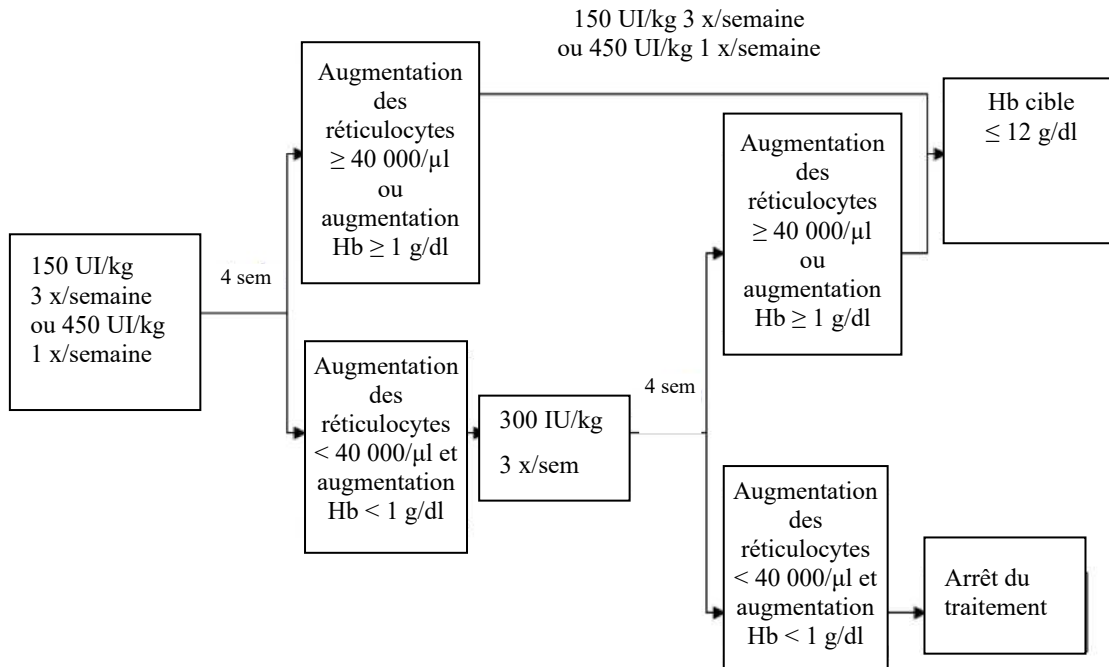 150 UI/kg
3 x/semaine
ou 450 UI/kg
1 x/semaine
4 sem
Augmentation
des
réticulocytes
≥ 40 000/µl
ou
augmentation
Hb ≥ 1 g/dl
150 UI/kg 3 x/semaine
ou 450 UI/kg 1 x/semaine
Hb cible
≤ 12 g/dl
Augmentation
des
réticulocytes
< 40 000/µl et
augmentation
Hb < 1 g/dl
300 IU/kg
3 x/sem
4 sem
Augmentation
des
réticulocytes
≥ 40 000/µl
ou
augmentation
Hb ≥ 1 g/dl
Augmentation
des
réticulocytes
< 40 000/µl et
augmentation
Hb < 1 g/dl
Arrêt du
traitement